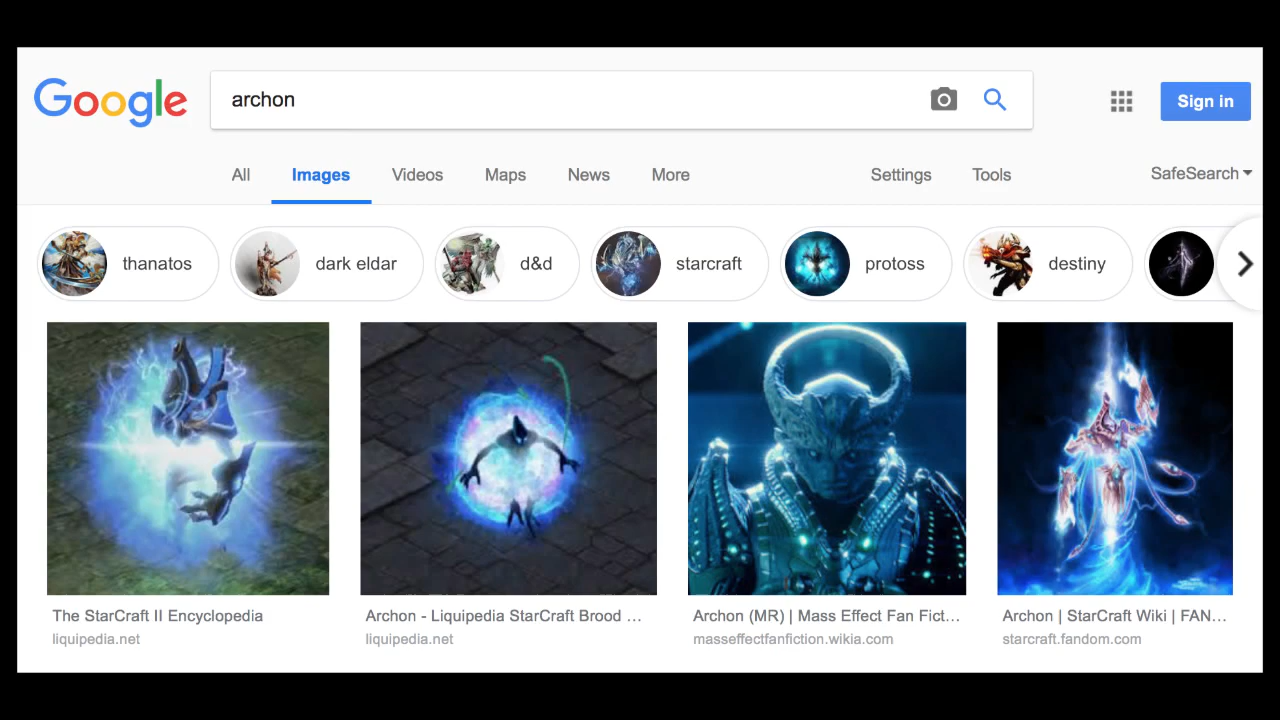 Google
archon
Sign in
All Images Videos Maps News More Settings Tools SafeSearch
thanatos dark eldar d&d starcraft protoss destiny
The StarCraft II Encyclopedia
liquipedia.net
Archon - Liquipedia StarCraft Brood ...
liquipedia.net
Archon (MR) | Mass Effect Fan Fict...
masseffectfanfiction.wikia.com
Archon | StarCraft Wiki | FAN...
starcraft.fandom.com